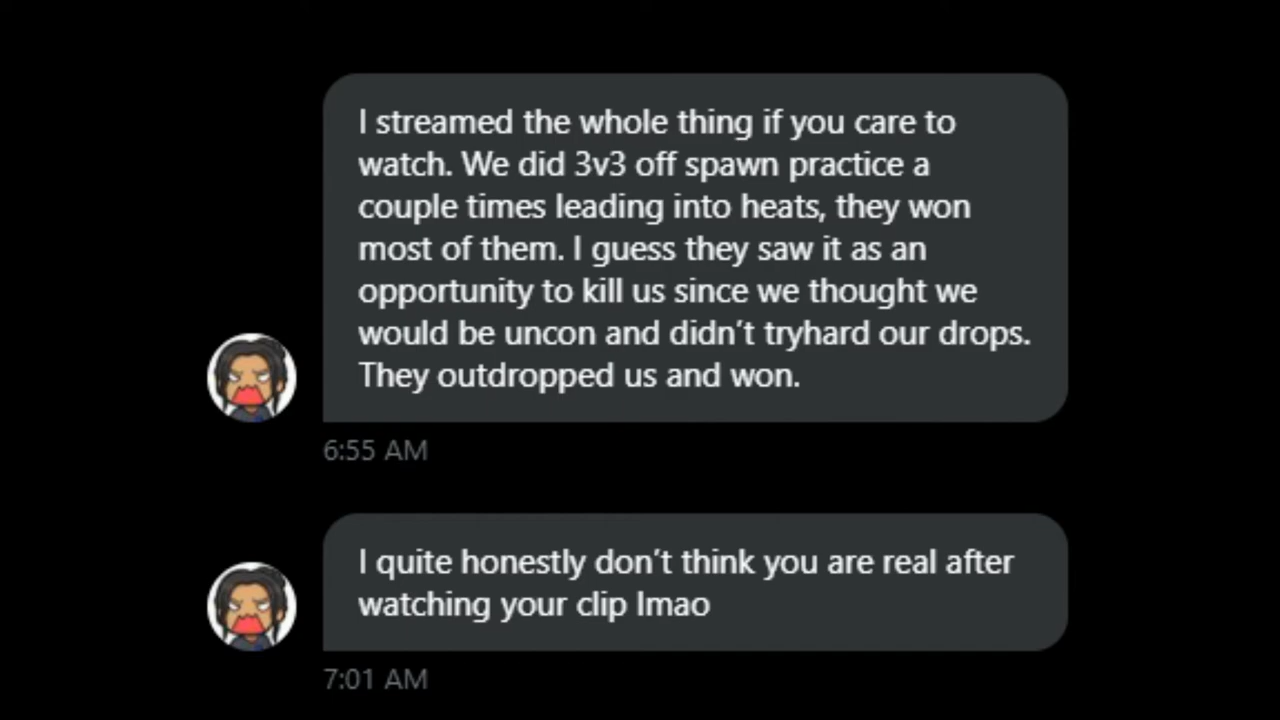 I streamed the whole thing if you care to
watch. We did 3v3 off spawn practice a
couple times leading into heats, they won
most of them. I guess they saw it as an
opportunity to kill us since we thought we
would be uncon and didn’t tryhard our drops.
They outdropped us and won.
6:55 AM
I quite honestly don’t think you are real after
watching your clip lmao
7:01 AM